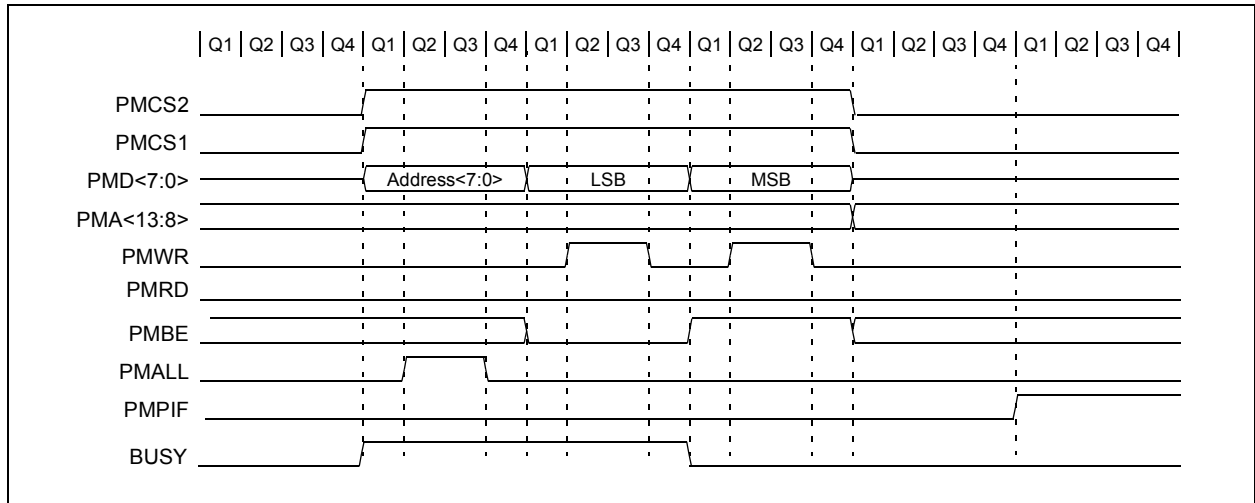 Q1 Q2 Q3 Q4 Q1 Q2 Q3 Q4 Q1 Q2 Q3 Q4 Q1 Q2 Q3 Q4 Q1 Q2 Q3 Q4 Q1 Q2 Q3 Q4
PMCS2
PMCS1
PMD<7:0> Address<7:0> LSB MSB
PMA<13:8>
PMWR
PMRD
PMBE
PMALL
PMPIF
BUSY